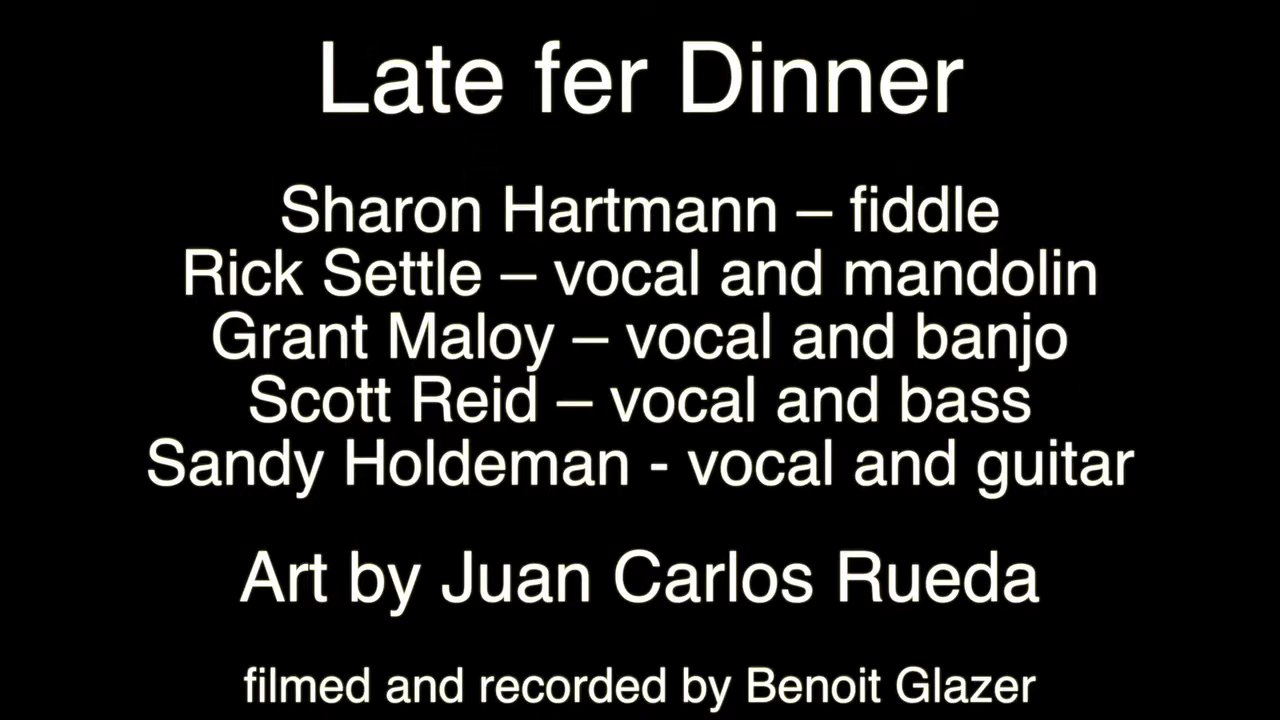 Late fer Dinner
Sharon Hartmann – fiddle
Rick Settle – vocal and mandolin
Grant Maloy – vocal and banjo
Scott Reid – vocal and bass
Sandy Holdeman - vocal and guitar
Art by Juan Carlos Rueda
filmed and recorded by Benoit Glazer